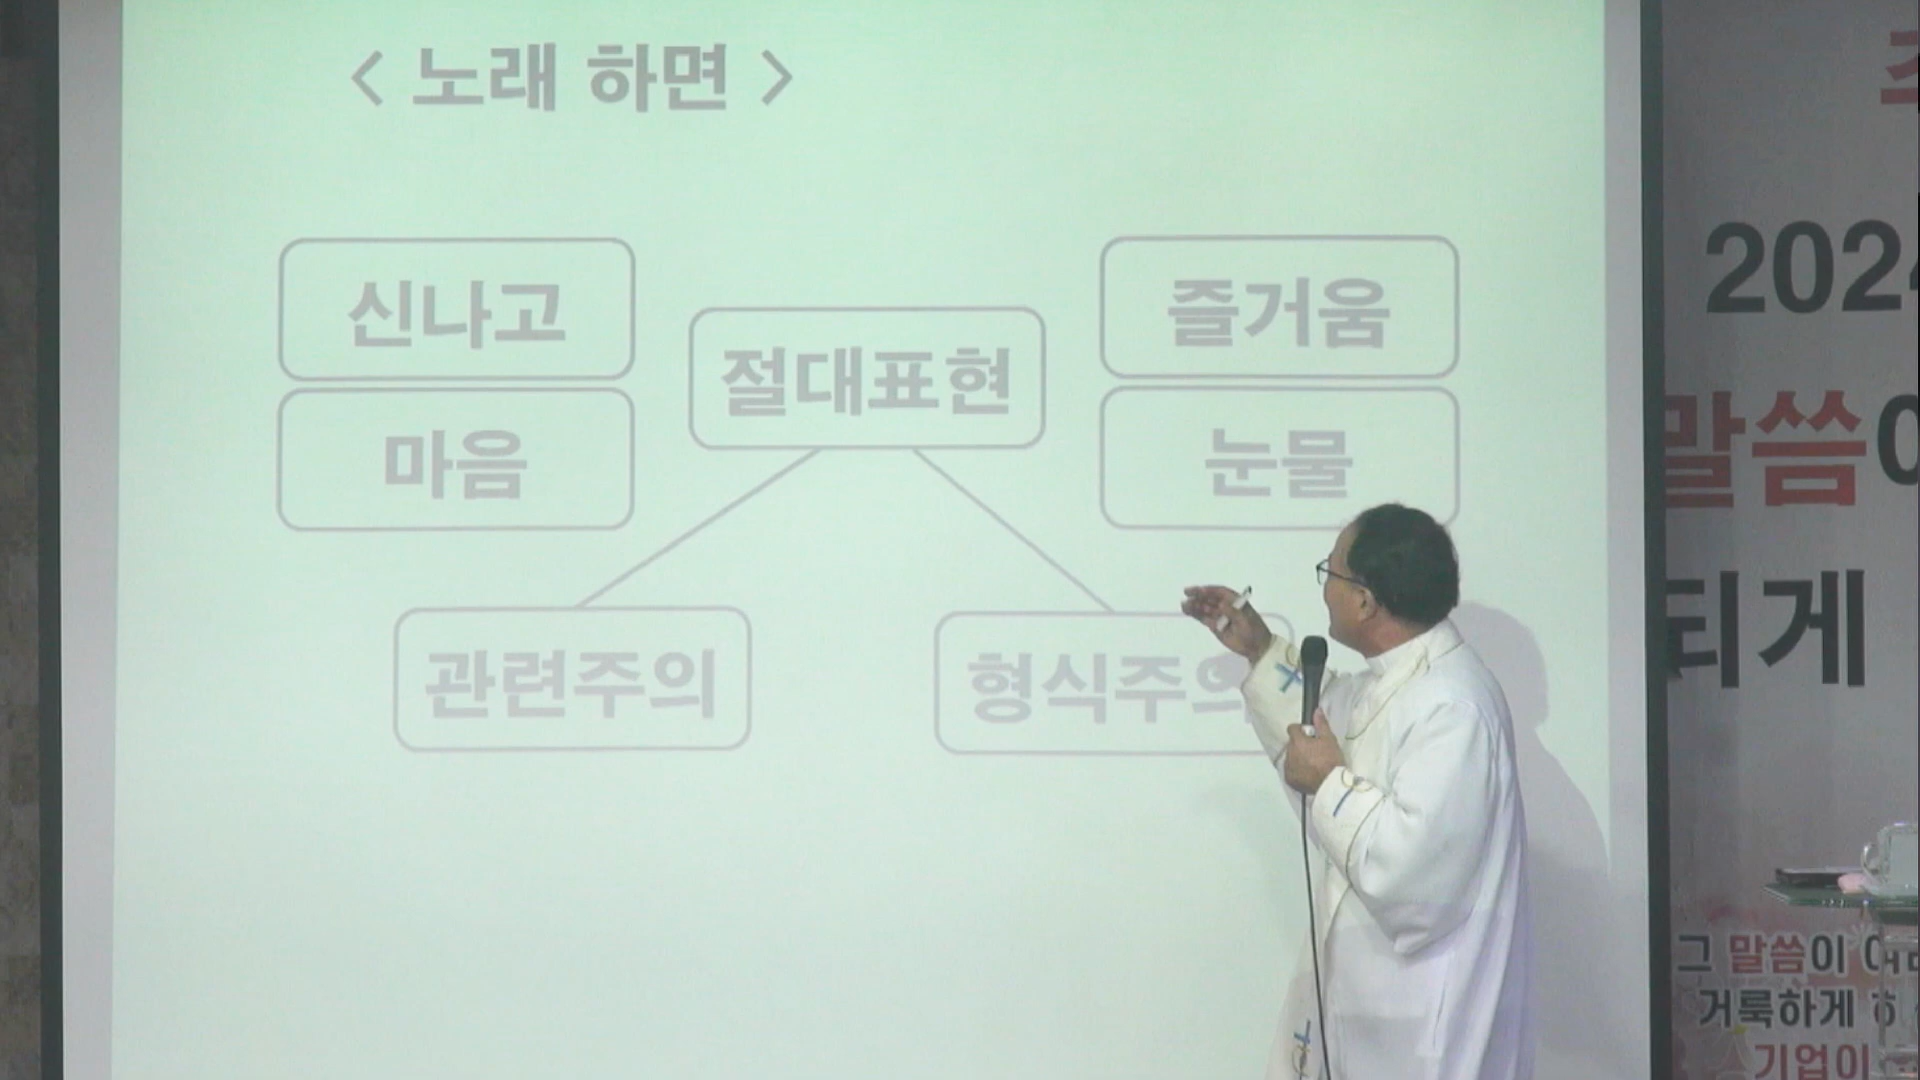 < 노래 하면 >
신나고
마음
절대표현
즐거움
눈물
관련주의
형식주의
202
말씀이
되게
그 말씀이
거룩하게
기업이